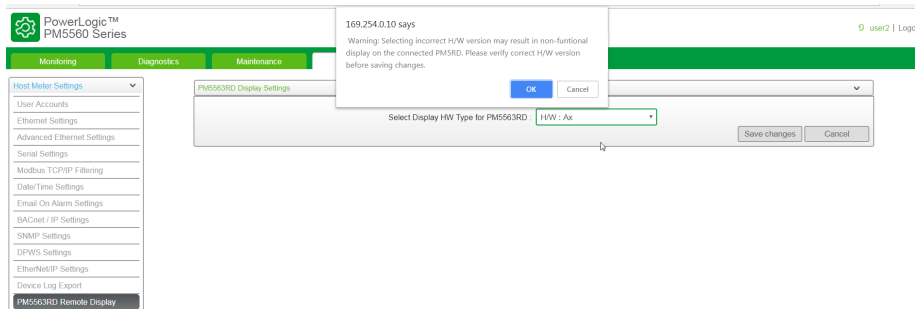 PowerLogic™
PM5560 Series
169.254.0.10 says
Warning: Selecting incorrect H/W version may result in non-funtional
display on the connected PM5RD. Please verify correct H/W version
before saving changes.
OK Cancel
user2 |
Monitoring Diagnostics Maintenance
Host Meter Settings
User Accounts
Ethernet Settings
Advanced Ethernet Settings
Serial Settings
Modbus TCP/IP Filtering
Date/Time Settings
Email On Alarm Settings
BACnet / IP Settings
SNMP Settings
DPWS Settings
EtherNet/IP Settings
Device Log Export
PM5563RD Remote Display
PM5563RD Display Settings
Select Display HW Type for PM5563RD : H/W : Ax
Save changes Cancel